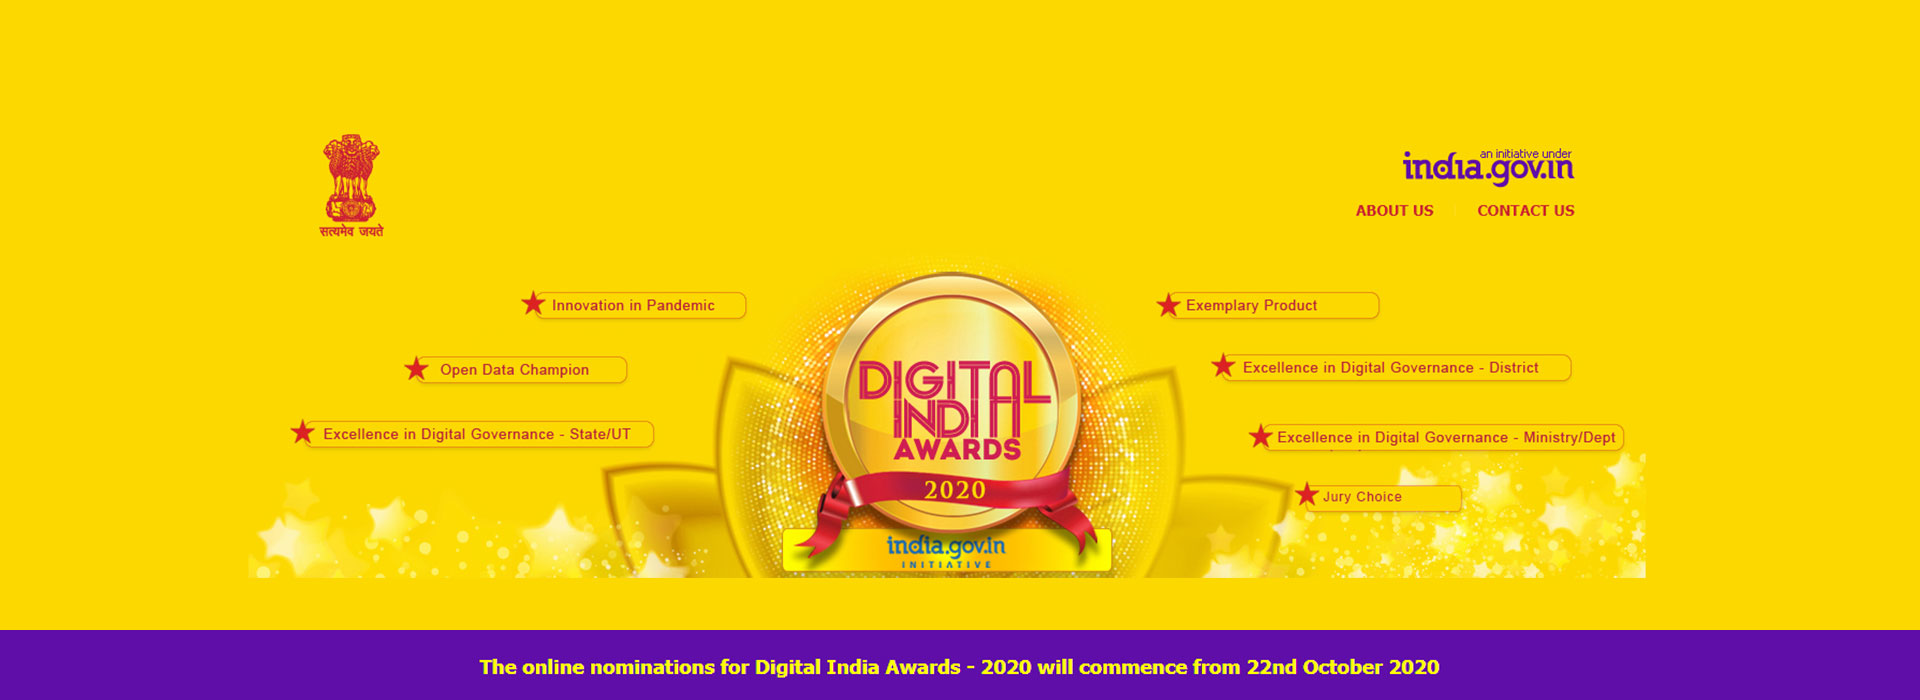 सत्यमेव जयते
an initiative under
india.gov.in
ABOUT US
CONTACT US
Innovation in Pandemic
Exemplary Product
Open Data Champion
Excellence in Digital Governance - District
Excellence in Digital Governance - State/UT
Excellence in Digital Governance - Ministry/Dept
Jury Choice
DIGITAL
INDIA
AWARDS
2020
india.gov.in
INITIATIVE
The online nominations for Digital India Awards - 2020 will commence from 22nd October 2020